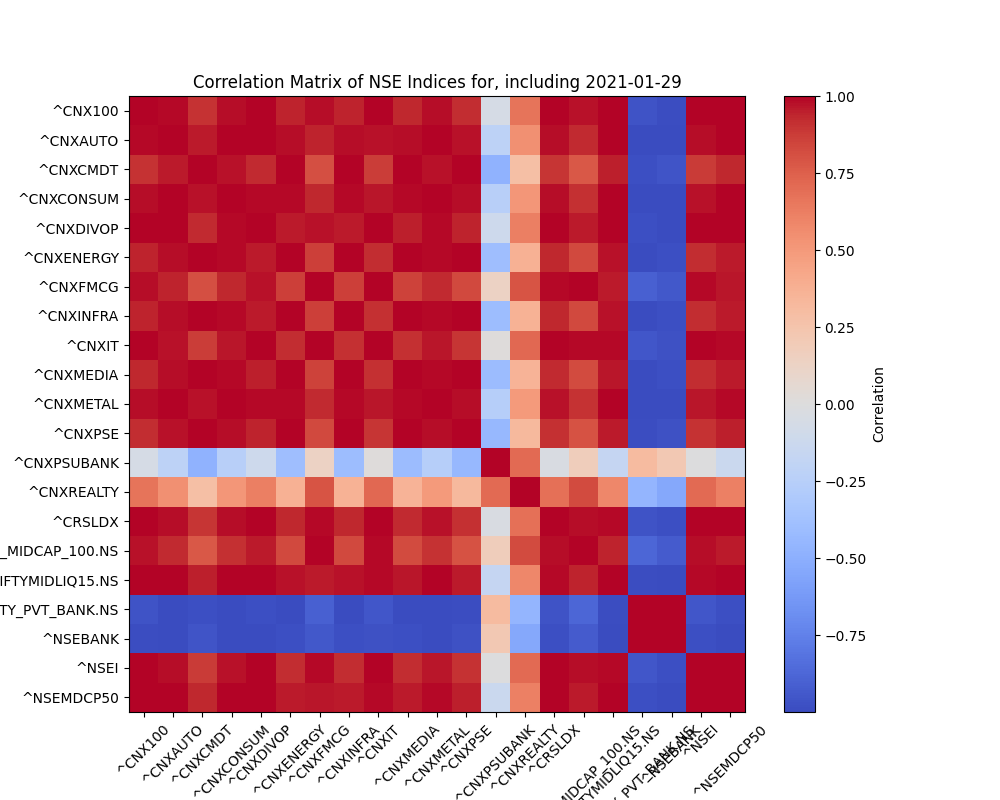 Correlation Matrix of NSE Indices for, including 2021-01-29
^CNX100
^CNXAUTO
^CNXCMDT
^CNXCONSUM
^CNXDIVOP
^CNXENERGY
^CNXFMCG
^CNXINFRA
^CNXIT
^CNXMEDIA
^CNXMETAL
^CNXPSE
^CNXPSUBANK
^CNXREALTY
^CRSLDX
_MIDCAP_100.NS
IFTYMIDLIQ15.NS
TY_PVT_BANK.NS
^NSEBANK
^NSEI
^NSEMDCP50
^CNX100
^CNXAUTO
^CNXCMDT
^CNXCONSUM
^CNXDIVOP
^CNXENERGY
^CNXFMCG
^CNXINFRA
^CNXIT
^CNXMEDIA
^CNXMETAL
^CNXPSE
^CNXPSUBANK
^CNXREALTY
^CRSLDX
MIDCAP_100.NS
TYMIDLIQ15.NS
PVT_BANK.NS
^NSEBANK
^NSEI
^NSEMDCP50
1.00
0.75
0.50
0.25
0.00
−0.25
−0.50
−0.75
Correlation